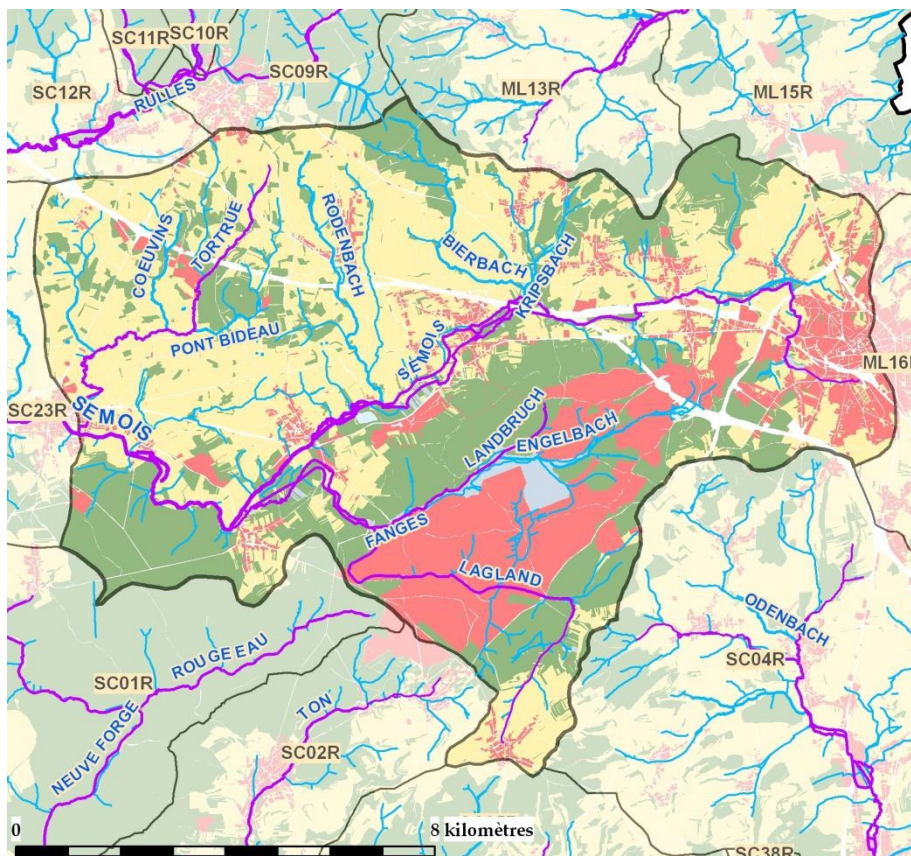 SC11R
SC10R
SC09R
SC12R
RULLES
ML13R
ML15R
COEUVINS
TORTRUE
RODENBACH
BIERBACH
KRIPSBACH
PONT BIDEAU
SEMOIS
ML16
SC23R
SEMOIS
LANDBRUCH
ENGELBACH
FANGES
LAGLAND
ODENBACH
ROUGE EAU
SC01R
SC04R
TON
NEUVE FORGE
SC02R
0
8 kilomètres
SC38R